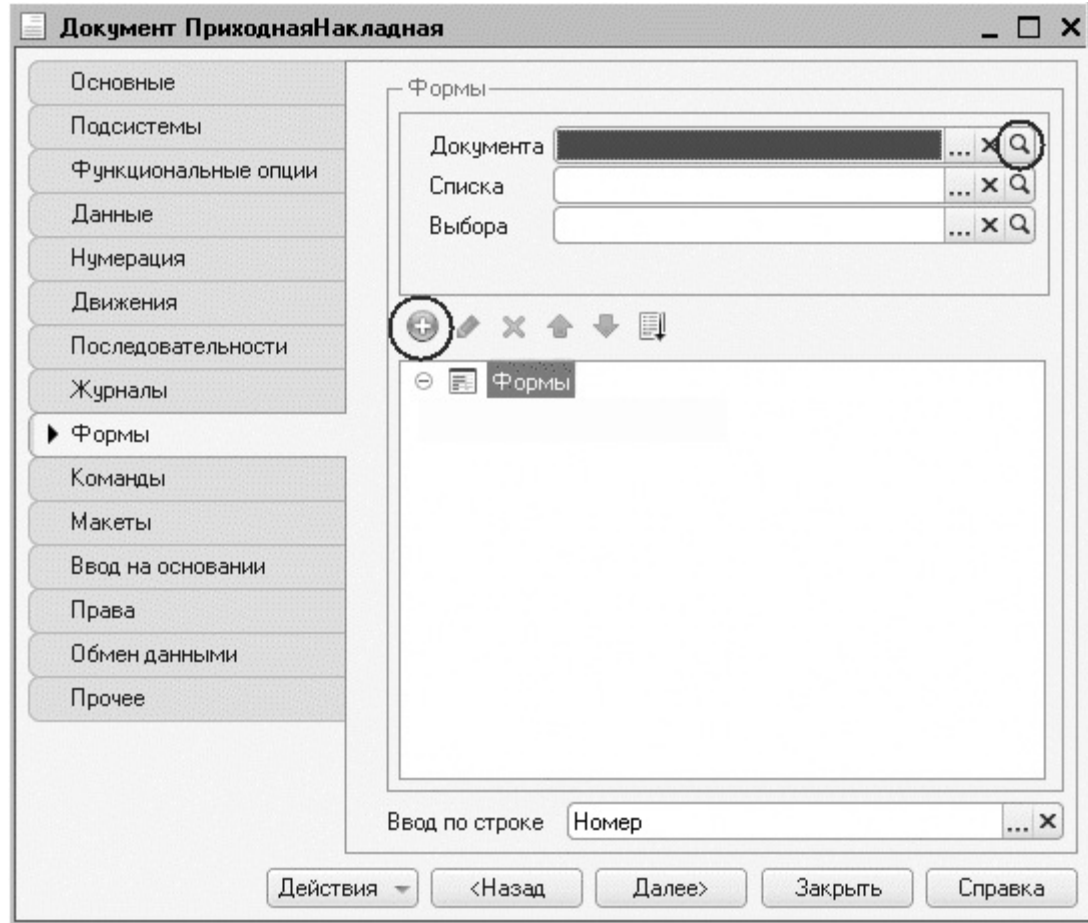 Документ ПриходнаяНакладная
Основные
Подсистемы
Функциональные опции
Данные
Нумерация
Движения
Последовательности
Журналы
Формы
Команды
Макеты
Ввод на основании
Права
Обмен данными
Прочее
Формы
Документа
...
Списка
...
Выбора
...
Формы
Ввод по строке Номер ...
Действия <Назад Далее> Закрыть Справка